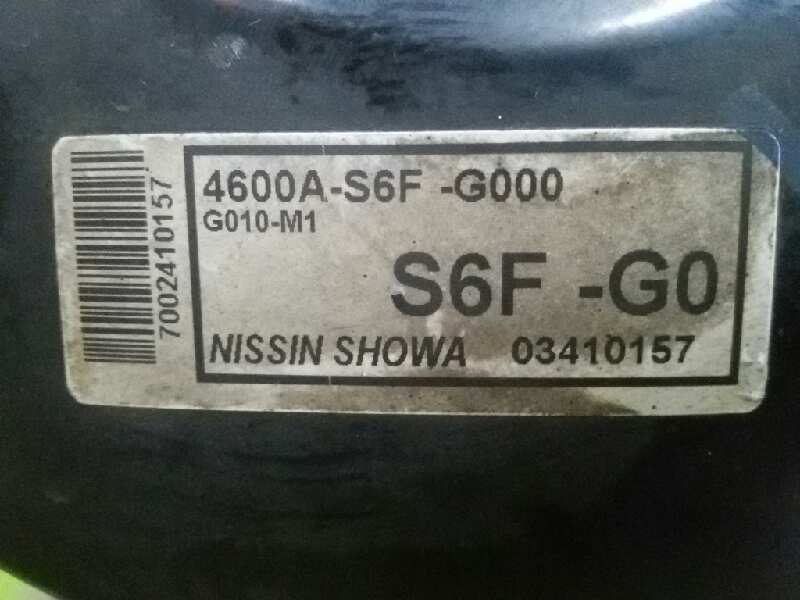 7002410157
4600A-S6F -G000
G010-M1
S6F -G0
NISSIN SHOWA 03410157